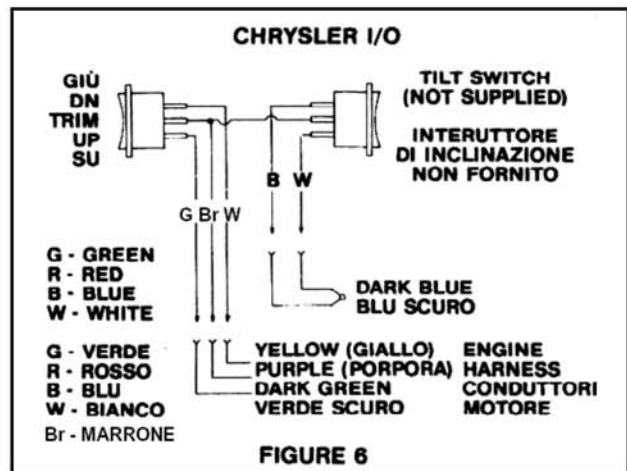 CHRYSLER I/O
GIÙ
DN
TRIM
UP
SU
TILT SWITCH
(NOT SUPPLIED)
INTERUTTORE
DI INCLINAZIONE
NON FORNITO
B W
G Br W
G - GREEN
R - RED
B - BLUE
W - WHITE
DARK BLUE
BLU SCURO
G - VERDE
R - ROSSO
B - BLU
W - BIANCO
Br - MARRONE
YELLOW (GIALLO) ENGINE
PURPLE (PORPORA) HARNESS
DARK GREEN CONDUTTORI
VERDE SCURO MOTORE
FIGURE 6